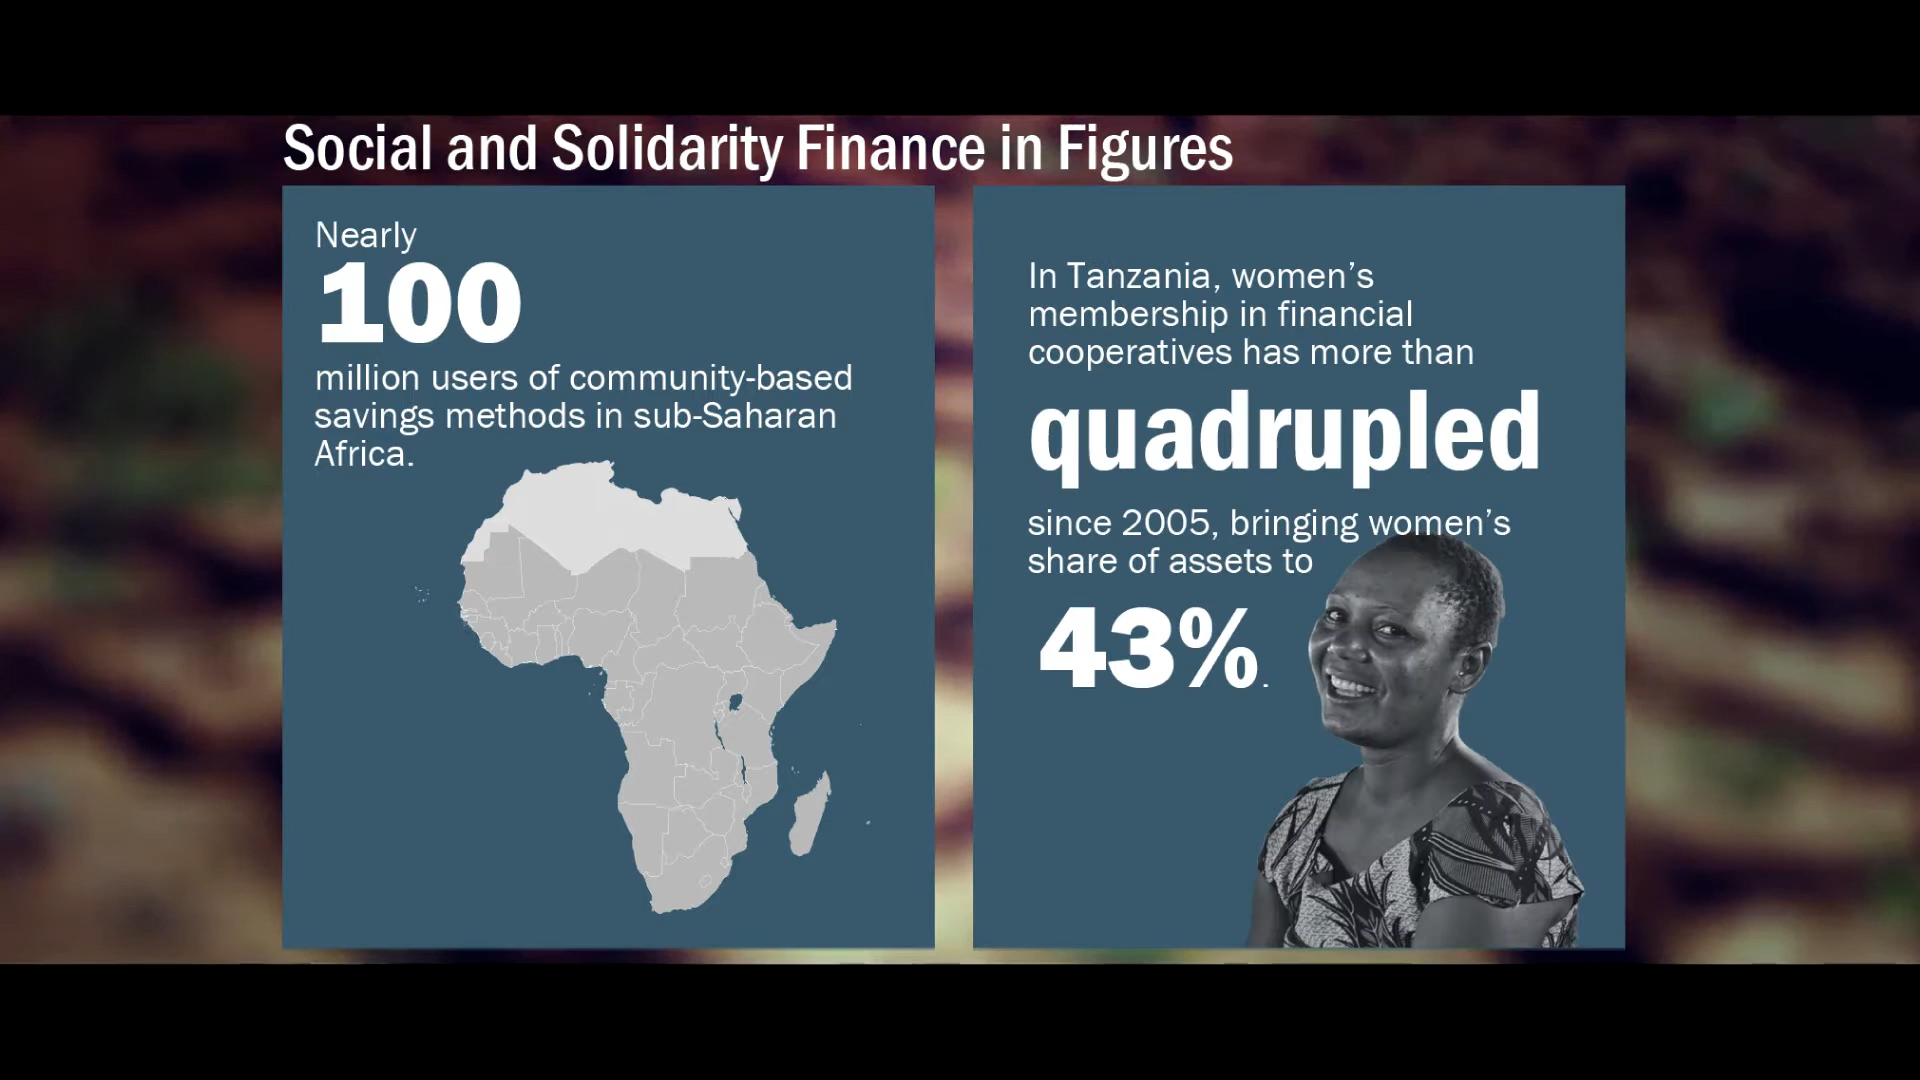 Social and Solidarity Finance in Figures
Nearly
100
million users of community-based
savings methods in sub-Saharan
Africa.
In Tanzania, women’s
membership in financial
cooperatives has more than
quadrupled
since 2005, bringing women’s
share of assets to
43%.